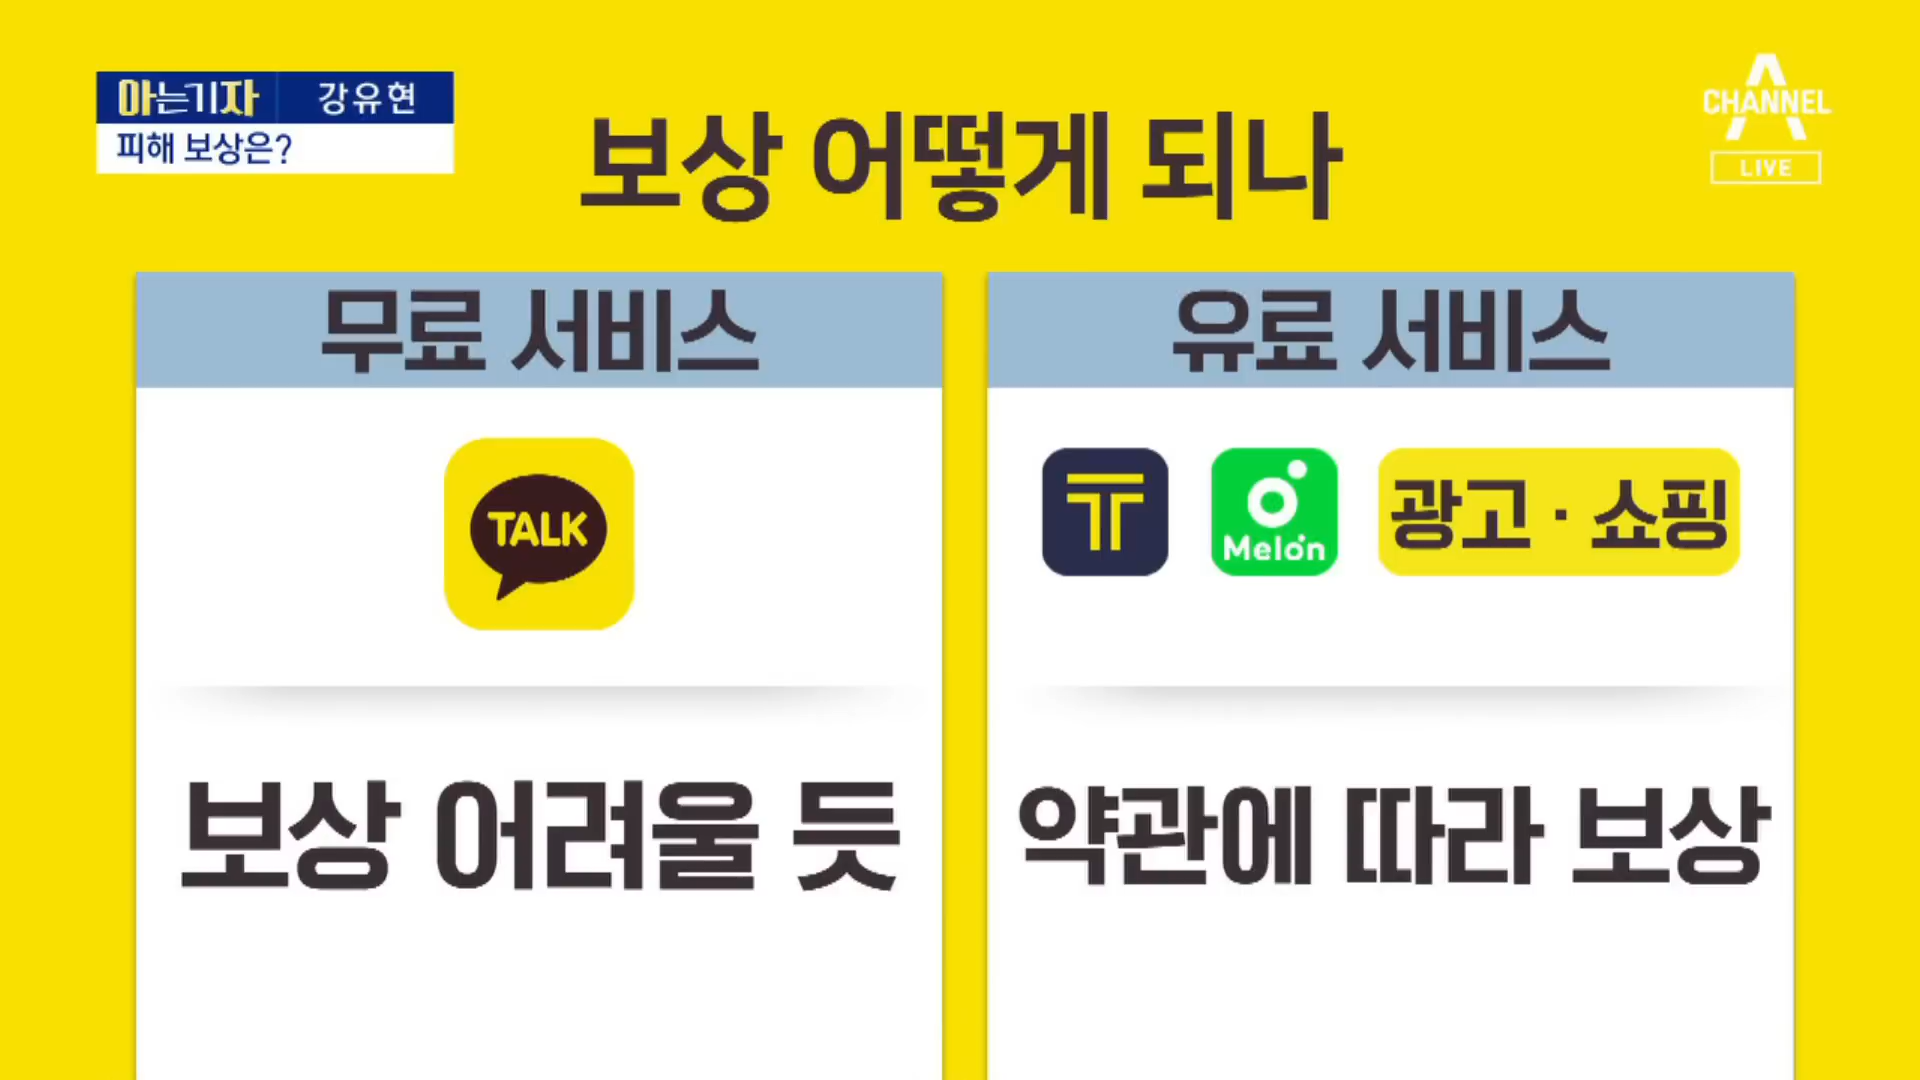 아는기자 강유현
피해 보상은?
CHANNEL A
LIVE
보상 어떻게 되나
무료 서비스
TALK
보상 어려울 듯
유료 서비스
T
Melon
광고 · 쇼핑
약관에 따라 보상